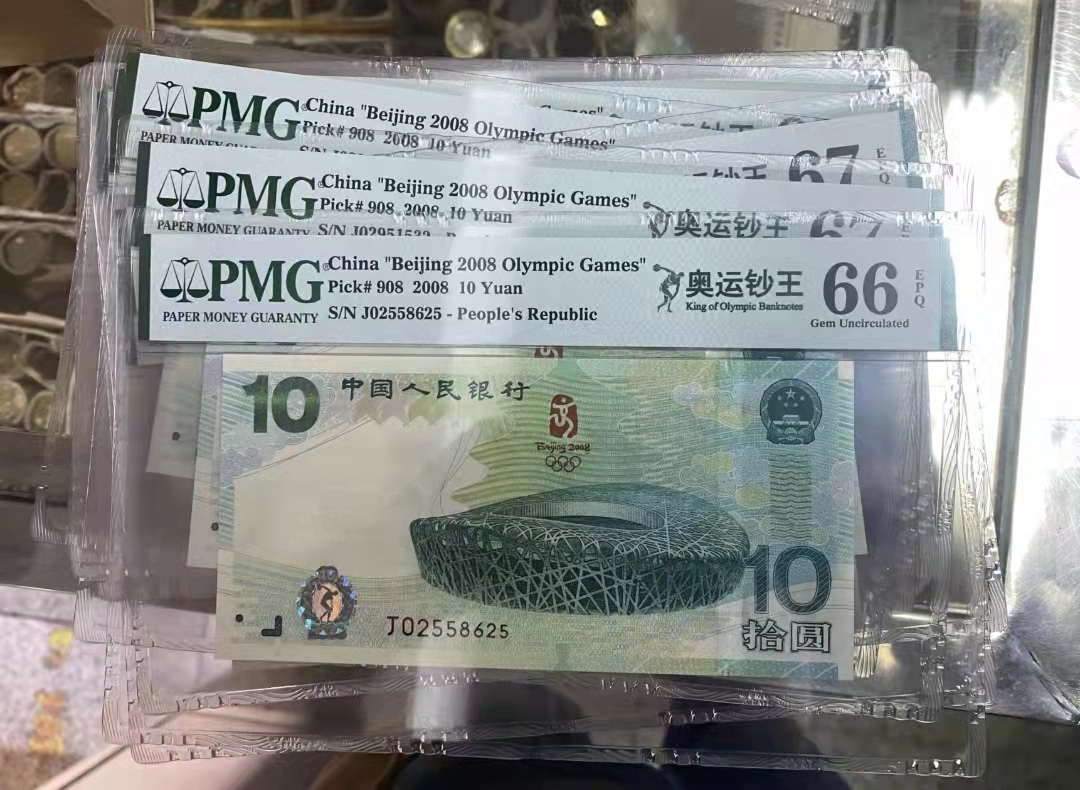 PMG
China "Beijing 2008 Olympic Games"
Pick# 908 2008 10 Yuan
PAPER MONEY
67
E
Q
PMG
China "Beijing 2008 Olympic Games"
Pick# 908 2008 10 Yuan
PAPER MONEY GUARANTY
S/N J02951532
奥运钞王
67
PMG
PAPER MONEY GUARANTY
China "Beijing 2008 Olympic Games"
Pick# 908 2008 10 Yuan
S/N J02558625 - People's Republic
奥运钞王
King of Olympic Banknotes
66
Gem Uncirculated
EPQ
10
中国人民银行
Beijing 2008
10
拾圆
J02558625